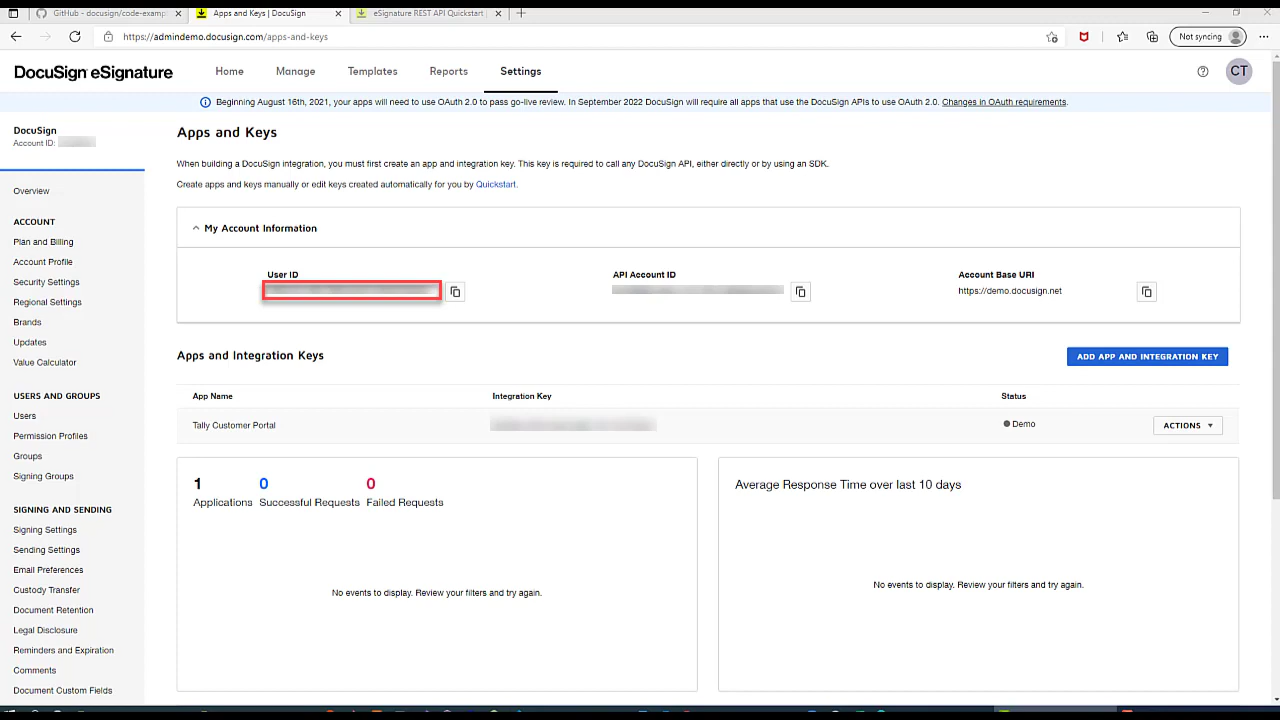 GitHub - docusign/code-examp
Apps and Keys | DocuSign
eSignature REST API Quickstart
https://admindemo.docusign.com/apps-and-keys
Not syncing
DocuSign eSignature
Home
Manage
Templates
Reports
Settings
CT
Beginning August 16th, 2021, your apps will need to use OAuth 2.0 to pass go-live review. In September 2022 DocuSign will require all apps that use the DocuSign APIs to use OAuth 2.0. Changes in OAuth requirements.
DocuSign
Account ID:
Overview
ACCOUNT
Plan and Billing
Account Profile
Security Settings
Regional Settings
Brands
Updates
Value Calculator
USERS AND GROUPS
Users
Permission Profiles
Groups
Signing Groups
SIGNING AND SENDING
Signing Settings
Sending Settings
Email Preferences
Custody Transfer
Document Retention
Legal Disclosure
Reminders and Expiration
Comments
Document Custom Fields
Apps and Keys
When building a DocuSign integration, you must first create an app and integration key. This key is required to call any DocuSign API, either directly or by using an SDK.
Create apps and keys manually or edit keys created automatically for you by Quickstart.
My Account Information
User ID
API Account ID
Account Base URI
https://demo.docusign.net
Apps and Integration Keys
ADD APP AND INTEGRATION KEY
App Name
Integration Key
Status
Tally Customer Portal
Demo
ACTIONS
1
0
0
Applications
Successful Requests
Failed Requests
No events to display. Review your filters and try again.
Average Response Time over last 10 days
No events to display. Review your filters and try again.